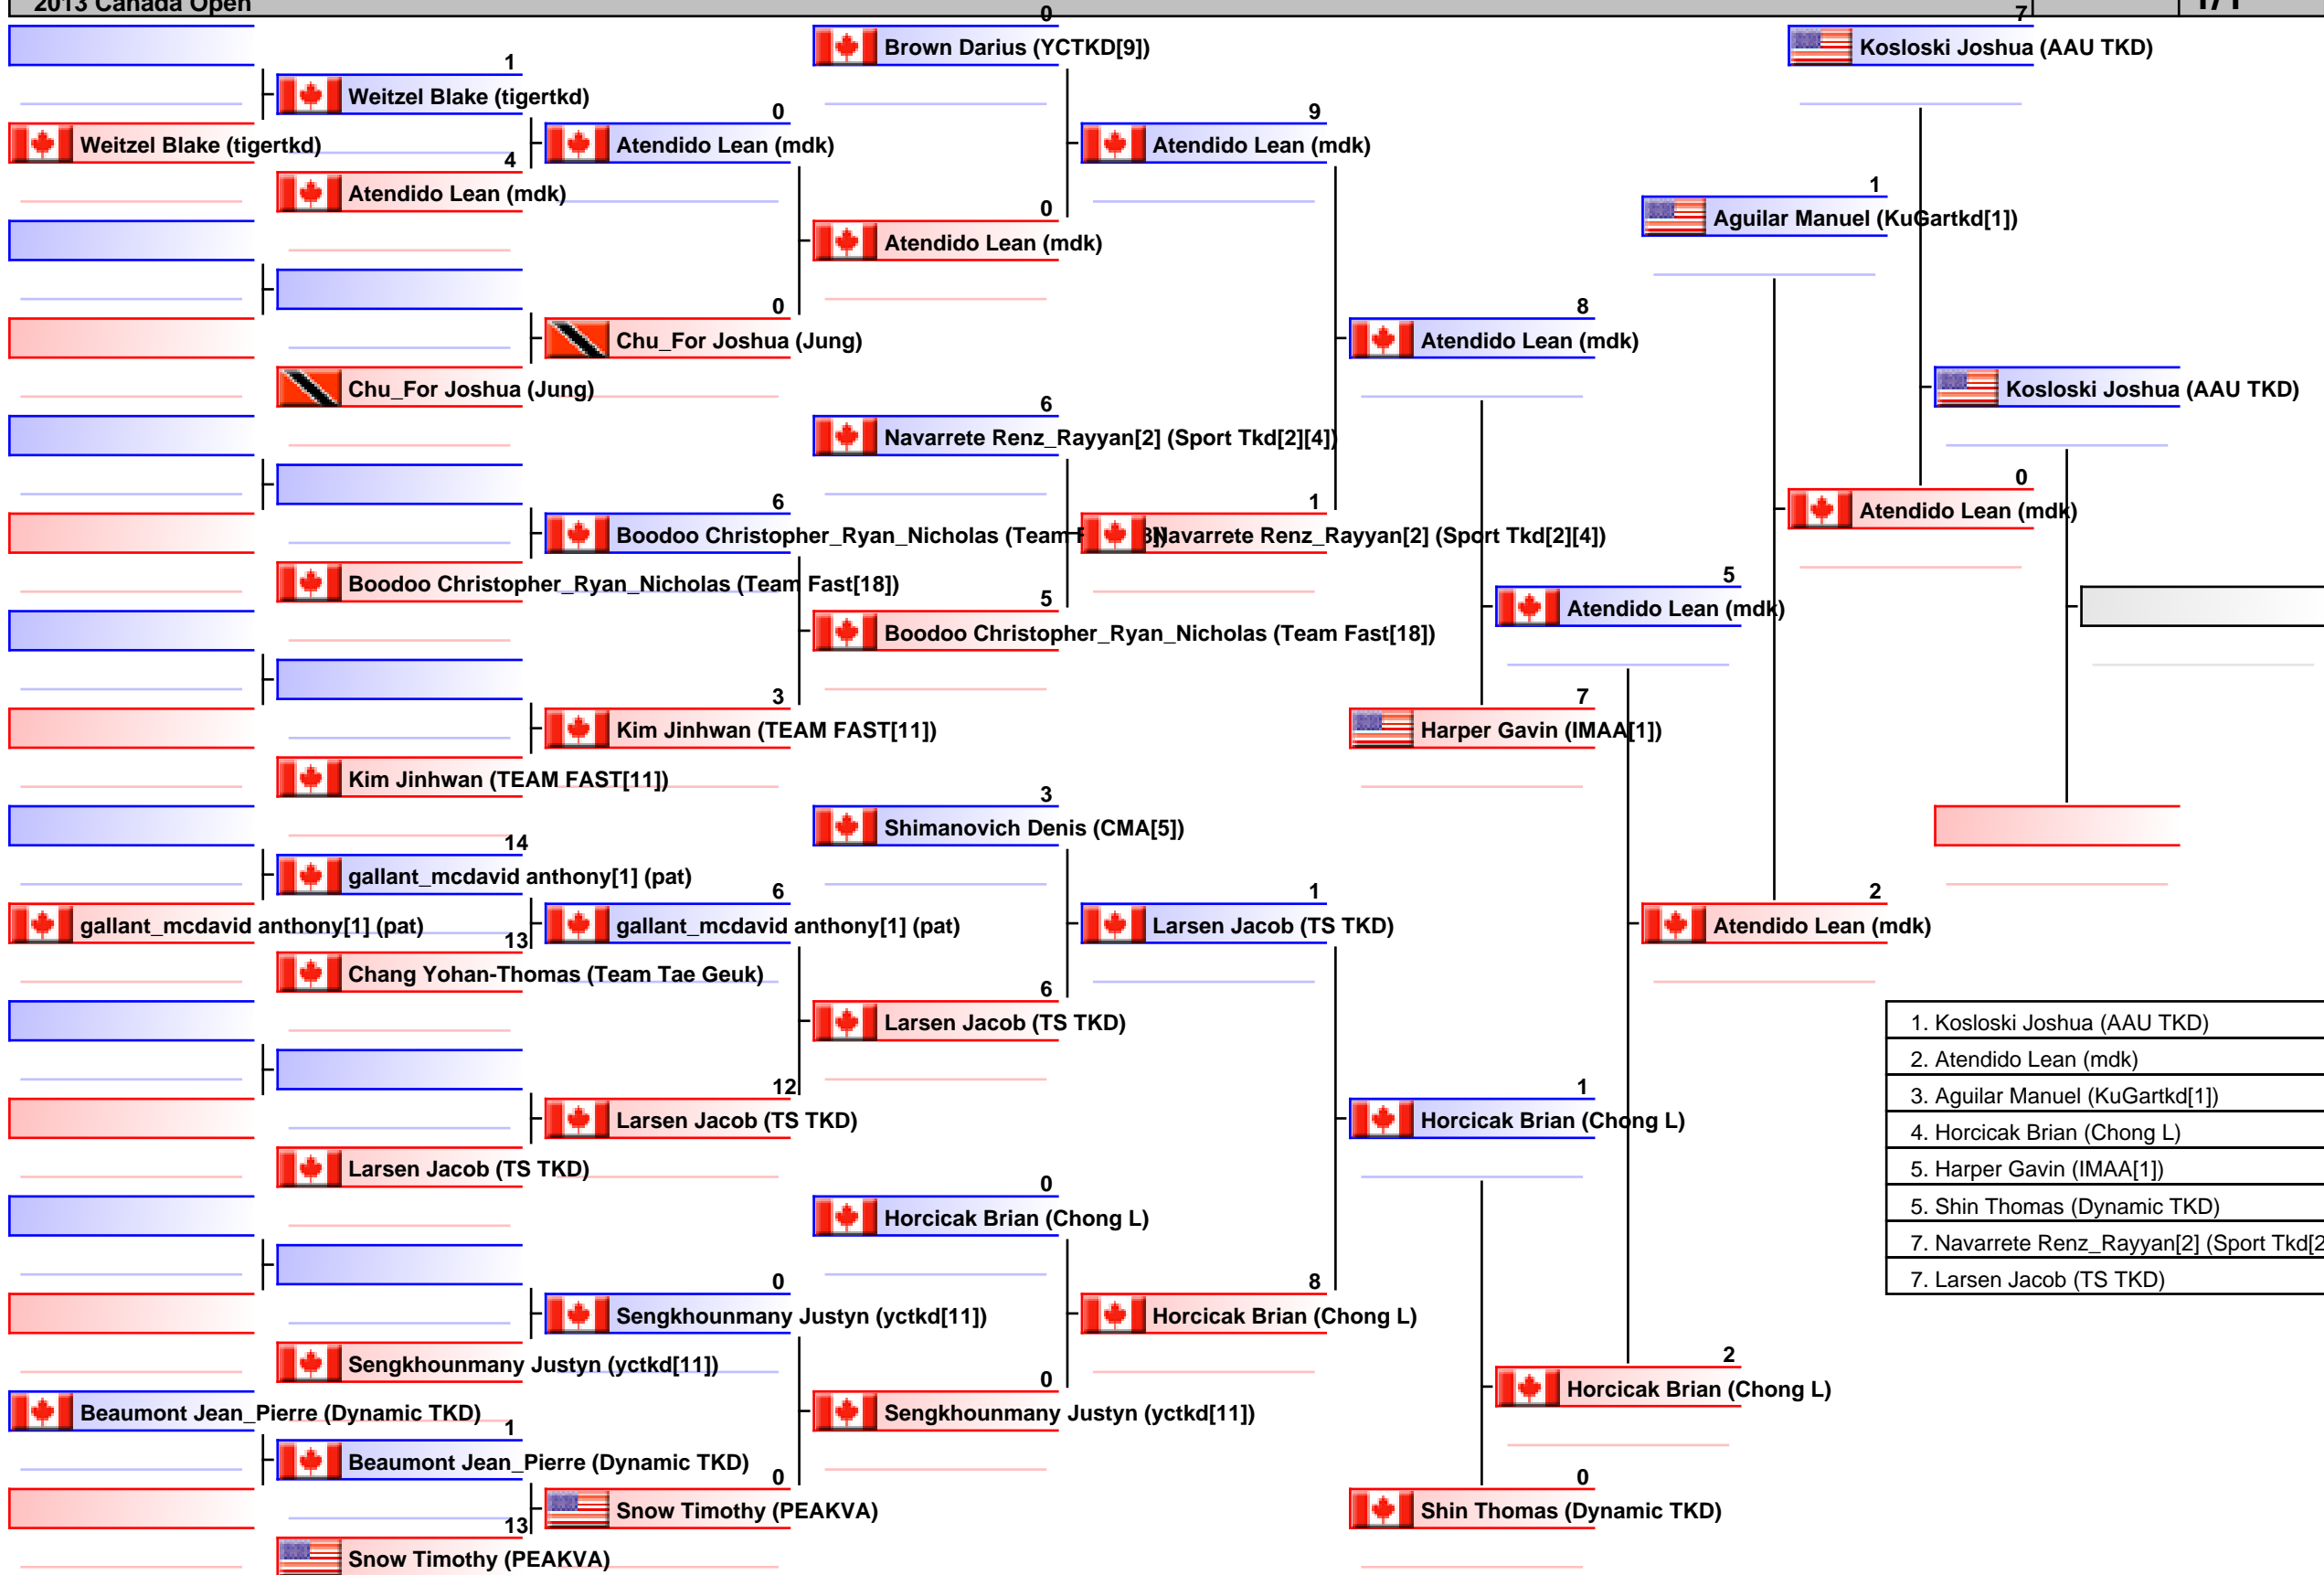 2013 Canada Open
1/1
0
7
Brown Darius (YCTKD[9])
Kosloski Joshua (AAU TKD)
1
Weitzel Blake (tigertkd)
0
9
Weitzel Blake (tigertkd)
Atendido Lean (mdk)
Atendido Lean (mdk)
4
1
Atendido Lean (mdk)
0
Aguilar Manuel (KuGartkd[1])
Atendido Lean (mdk)
0
8
Chu_For Joshua (Jung)
Atendido Lean (mdk)
Chu_For Joshua (Jung)
Kosloski Joshua (AAU TKD)
6
Navarrete Renz_Rayyan[2] (Sport Tkd[2][4])
0
6
1
Atendido Lean (mdk)
Boodoo Christopher_Ryan_Nicholas (Team
Navarrete Renz_Rayyan[2] (Sport Tkd[2][4])
Boodoo Christopher_Ryan_Nicholas (Team Fast[18])
5
5
Atendido Lean (mdk)
Boodoo Christopher_Ryan_Nicholas (Team Fast[18])
3
7
Kim Jinhwan (TEAM FAST[11])
Harper Gavin (IMAA[1])
Kim Jinhwan (TEAM FAST[11])
3
Shimanovich Denis (CMA[5])
14
gallant_mcdavid anthony[1] (pat)
6
1
2
gallant_mcdavid anthony[1] (pat)
gallant_mcdavid anthony[1] (pat)
Larsen Jacob (TS TKD)
Atendido Lean (mdk)
13
Chang Yohan-Thomas (Team Tae Geuk)
6
Larsen Jacob (TS TKD)
1. Kosloski Joshua (AAU TKD)
2. Atendido Lean (mdk)
3. Aguilar Manuel (KuGartkd[1])
4. Horcicak Brian (Chong L)
5. Harper Gavin (IMAA[1])
5. Shin Thomas (Dynamic TKD)
7. Navarrete Renz_Rayyan[2] (Sport Tkd[2
7. Larsen Jacob (TS TKD)
12
1
Larsen Jacob (TS TKD)
Horcicak Brian (Chong L)
Larsen Jacob (TS TKD)
0
Horcicak Brian (Chong L)
0
8
Sengkhounmany Justyn (yctkd[11])
Horcicak Brian (Chong L)
Sengkhounmany Justyn (yctkd[11])
2
0
Horcicak Brian (Chong L)
Beaumont Jean_Pierre (Dynamic TKD)
Sengkhounmany Justyn (yctkd[11])
1
Beaumont Jean_Pierre (Dynamic TKD)
0
0
Snow Timothy (PEAKVA)
Shin Thomas (Dynamic TKD)
13
Snow Timothy (PEAKVA)